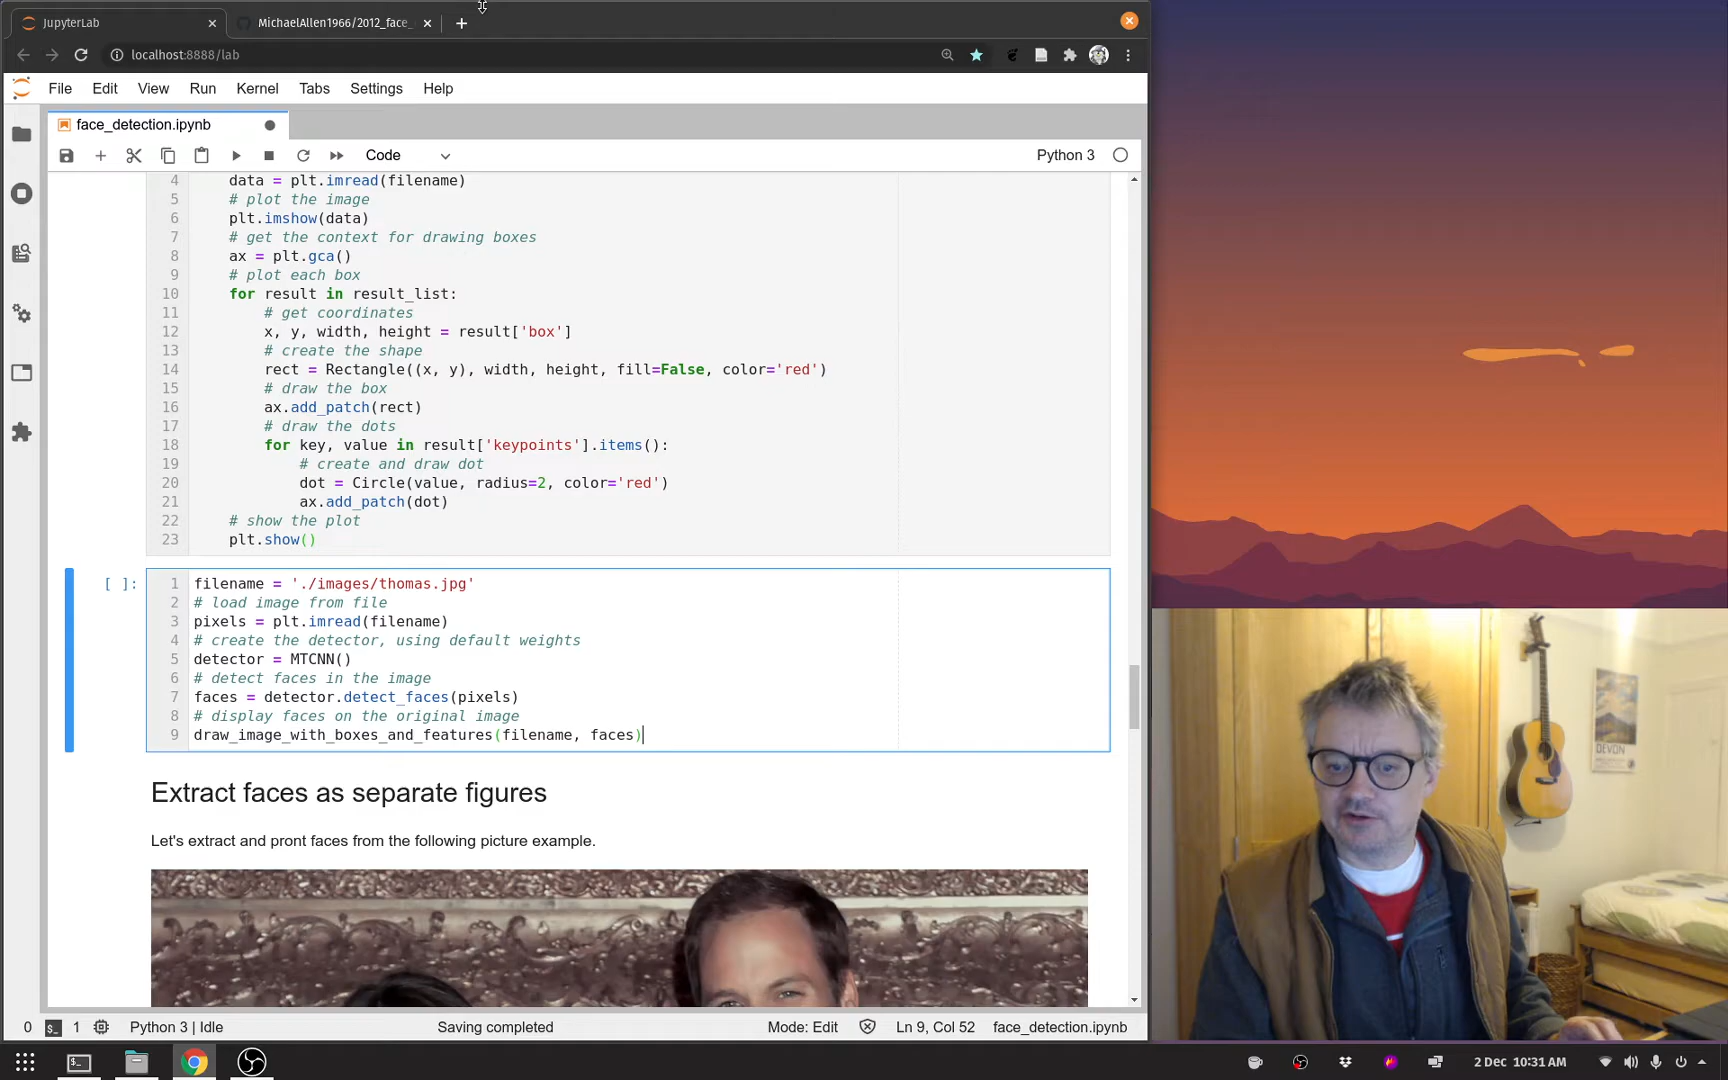 JupyterLab
MichaelAllen1966/2012_face_
localhost:8888/lab
File Edit View Run Kernel Tabs Settings Help
face_detection.ipynb
Code
Python 3
4 data = plt.imread(filename)
5 # plot the image
6 plt.imshow(data)
7 # get the context for drawing boxes
8 ax = plt.gca()
9 # plot each box
10 for result in result_list:
11 # get coordinates
12 x, y, width, height = result['box']
13 # create the shape
14 rect = Rectangle((x, y), width, height, fill=False, color='red')
15 # draw the box
16 ax.add_patch(rect)
17 # draw the dots
18 for key, value in result['keypoints'].items():
19 # create and draw dot
20 dot = Circle(value, radius=2, color='red')
21 ax.add_patch(dot)
22 # show the plot
23 plt.show()
[ ]:
1 filename = './images/thomas.jpg'
2 # load image from file
3 pixels = plt.imread(filename)
4 # create the detector, using default weights
5 detector = MTCNN()
6 # detect faces in the image
7 faces = detector.detect_faces(pixels)
8 # display faces on the original image
9 draw_image_with_boxes_and_features(filename, faces)
Extract faces as separate figures
Let's extract and pront faces from the following picture example.
DEVON
0 1 Python 3 | Idle Saving completed Mode: Edit Ln 9, Col 52 face_detection.ipynb
2 Dec 10:31 AM